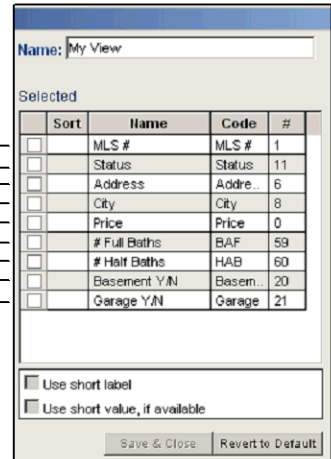 Name: My View
Selected
Sort Name Code #
MLS # MLS # 1
Status Status 11
Address Addre.. 6
City City 8
Price Price 0
# Full Baths BAF 59
# Half Baths HAB 60
Basement Y/N Basem.. 20
Garage Y/N Garage 21
Use short label
Use short value, if available
Save & Close Revert to Default